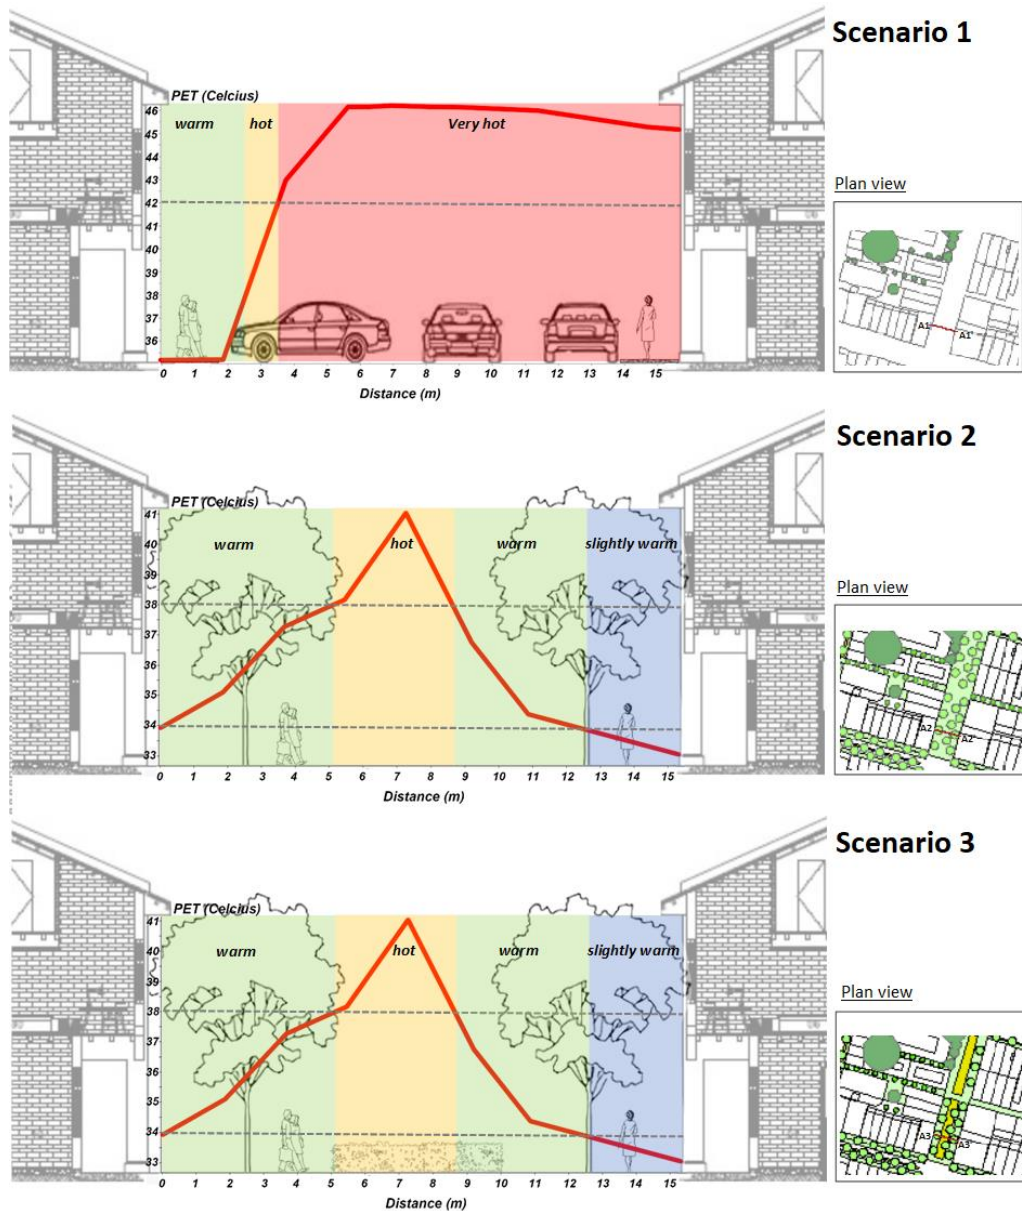 Scenario 1
PET (Celcius)
46
45
44
43
42
41
40
39
38
37
36
warm
hot
Very hot
0 1 2 3 4 5 6 7 8 9 10 11 12 13 14 15
Distance (m)
Plan view
A1
A1'
Scenario 2
PET (Celcius)
41
40
39
38
37
36
35
34
33
warm
hot
warm
slightly warm
0 1 2 3 4 5 6 7 8 9 10 11 12 13 14 15
Distance (m)
Plan view
A2
A2'
Scenario 3
PET (Celcius)
41
40
39
38
37
36
35
34
33
warm
hot
warm
slightly warm
0 1 2 3 4 5 6 7 8 9 10 11 12 13 14 15
Distance (m)
Plan view
A3
A3'